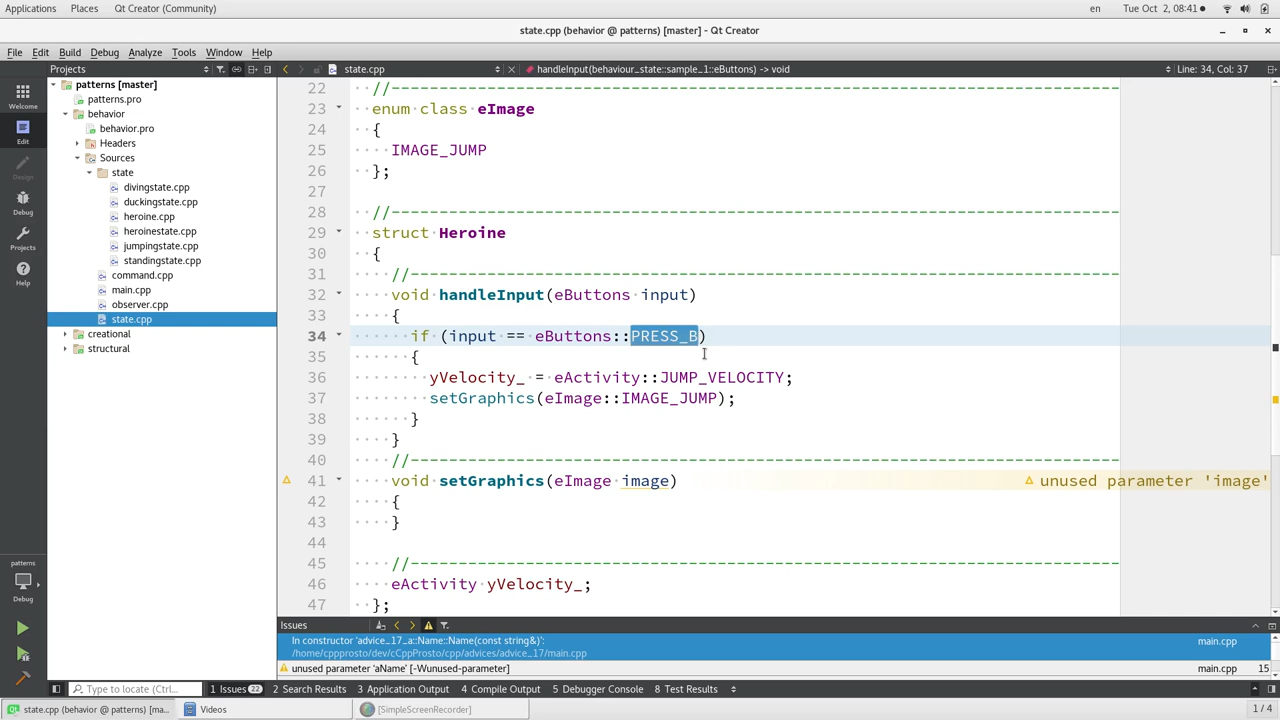 Applications Places Qt Creator (Community) en Tue Oct 2, 08:41
state.cpp (behavior @ patterns) [master] - Qt Creator
File Edit Build Debug Analyze Tools Window Help
Projects state.cpp handleInput(behaviour_state::sample_1::eButtons) -> void Line: 34, Col: 37
Welcome
Edit
Design
Debug
Projects
Help
patterns
Debug
patterns [master]
patterns.pro
behavior
behavior.pro
Headers
Sources
state
divingstate.cpp
duckingstate.cpp
heroine.cpp
heroinestate.cpp
jumpingstate.cpp
standingstate.cpp
command.cpp
main.cpp
observer.cpp
state.cpp
creational
structural
22 //---------------------------------------------------------------------------
23 enum class eImage
24 {
25 IMAGE_JUMP
26 };
27
28 //---------------------------------------------------------------------------
29 struct Heroine
30 {
31 //-------------------------------------------------------------------------
32 void handleInput(eButtons input)
33 {
34 if (input == eButtons::PRESS_B)
35 {
36 yVelocity_ = eActivity::JUMP_VELOCITY;
37 setGraphics(eImage::IMAGE_JUMP);
38 }
39 }
40 //-------------------------------------------------------------------------
41 void setGraphics(eImage image) unused parameter 'image'
42 {
43 }
44
45 //-------------------------------------------------------------------------
46 eActivity yVelocity_;
47 };
Issues
In constructor 'advice_17_a::Name::Name(const string&)': main.cpp
/home/cppprosto/dev/cCppProsto/cpp/advices/advice_17/main.cpp
unused parameter 'aName' [-Wunused-parameter] main.cpp 15
Type to locate (Ctrl... 1 Issues 22 2 Search Results 3 Application Output 4 Compile Output 5 Debugger Console 8 Test Results
state.cpp (behavior @ patterns) [ma... Videos [SimpleScreenRecorder] 1 / 4